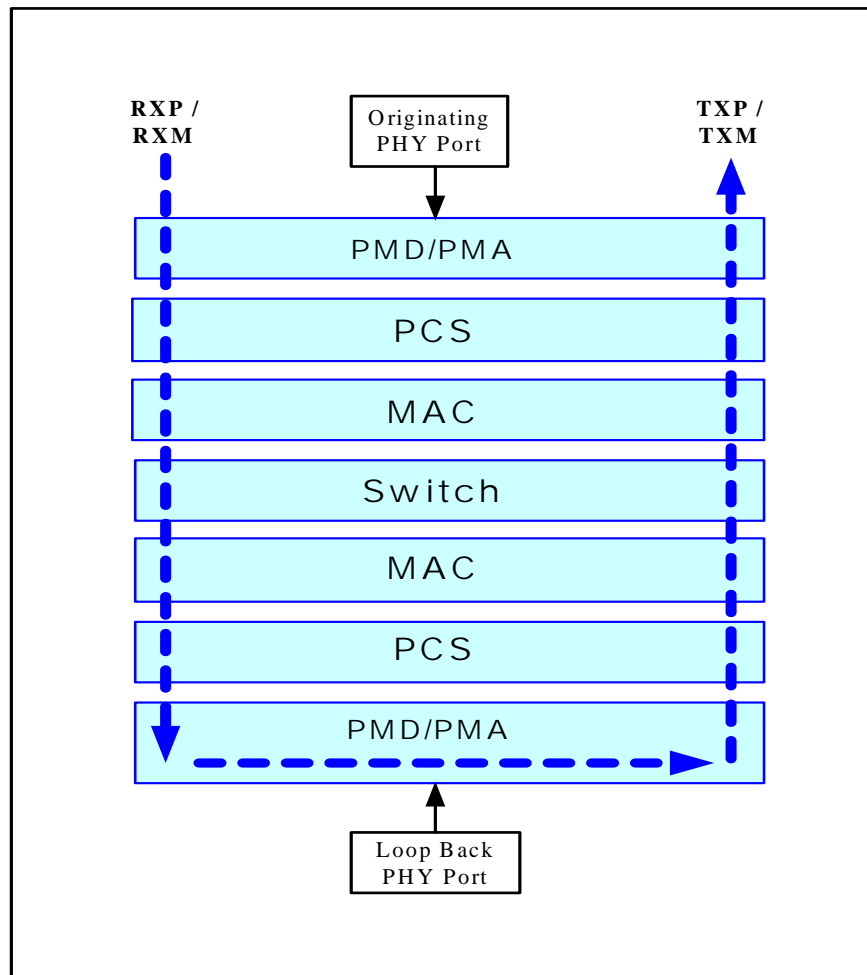 RXP /
RXM
Originating
PHY Port
TXP /
TXM
PMD/PMA
PCS
MAC
Switch
MAC
PCS
PMD/PMA
Loop Back
PHY Port